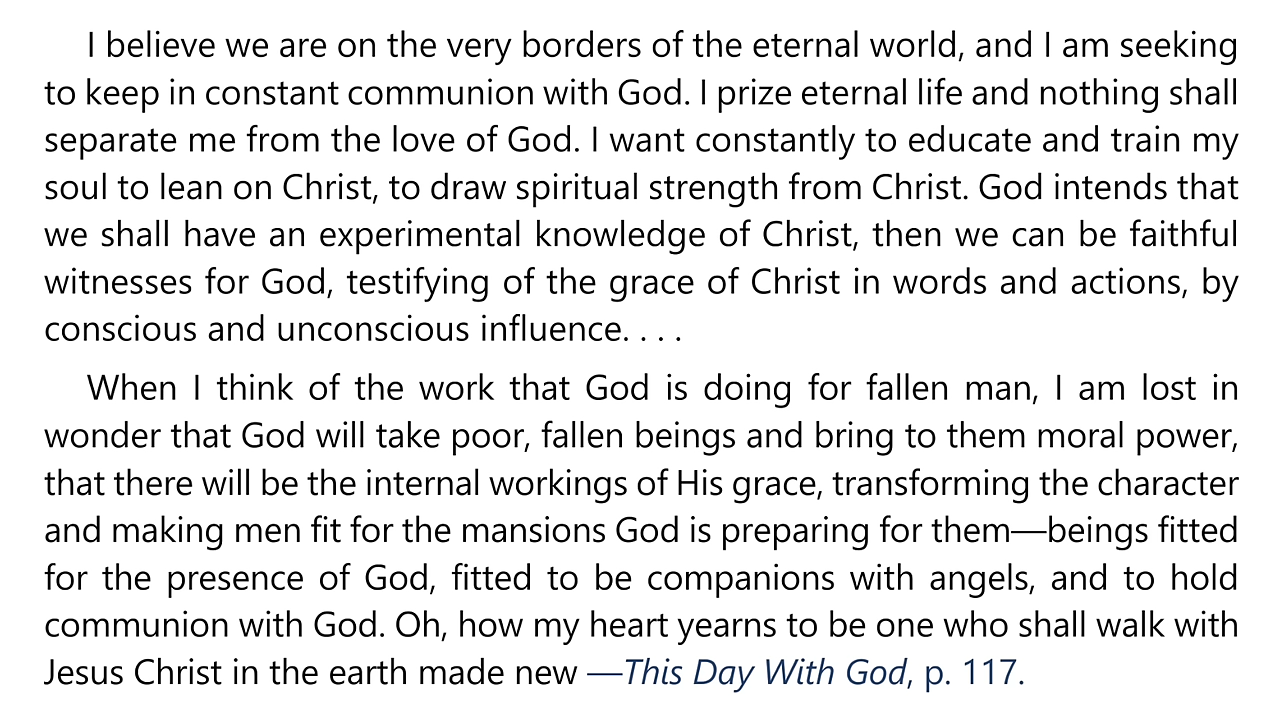 I believe we are on the very borders of the eternal world, and I am seeking
to keep in constant communion with God. I prize eternal life and nothing shall
separate me from the love of God. I want constantly to educate and train my
soul to lean on Christ, to draw spiritual strength from Christ. God intends that
we shall have an experimental knowledge of Christ, then we can be faithful
witnesses for God, testifying of the grace of Christ in words and actions, by
conscious and unconscious influence. . . .
When I think of the work that God is doing for fallen man, I am lost in
wonder that God will take poor, fallen beings and bring to them moral power,
that there will be the internal workings of His grace, transforming the character
and making men fit for the mansions God is preparing for them—beings fitted
for the presence of God, fitted to be companions with angels, and to hold
communion with God. Oh, how my heart yearns to be one who shall walk with
Jesus Christ in the earth made new —This Day With God, p. 117.